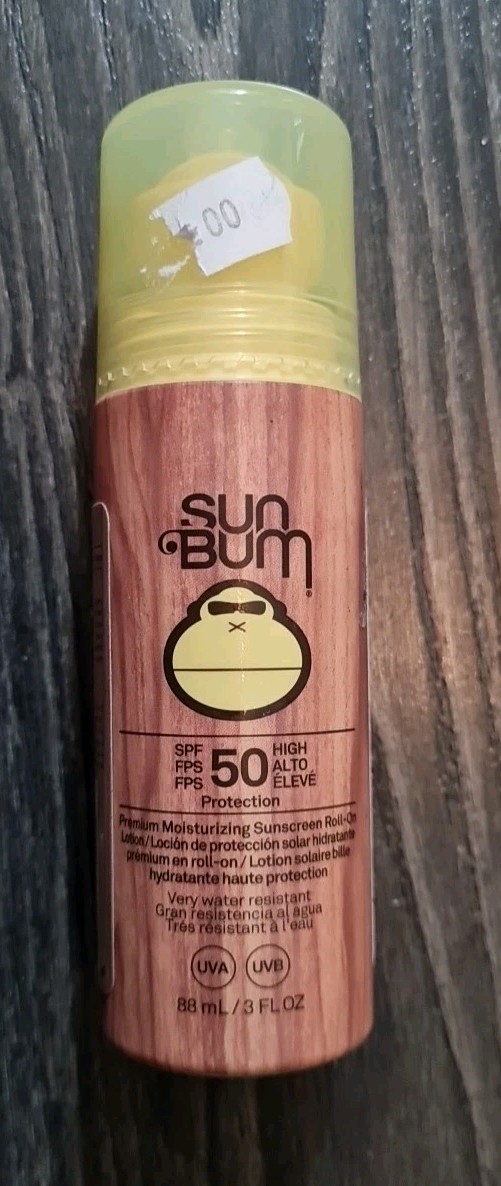 00
sun
BUM
®
SPF
FPS
FPS
50
HIGH
ALTO
ÉLEVÉ
Protection
Premium Moisturizing Sunscreen Roll-On
Lotion/Loción de protección solar hidratante
prémium en roll-on / Lotion solaire bille
hydratante haute protection
Very water resistant
Gran resistencia al agua
Très résistant à l'eau
UVA UVB
88 mL / 3 FL OZ